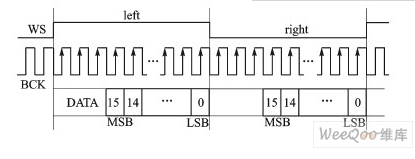 left
WS
right
BCK
DATA 15 14 ... 0 15 14 ... 0
MSB LSB MSB LSB
WeeQoo维库